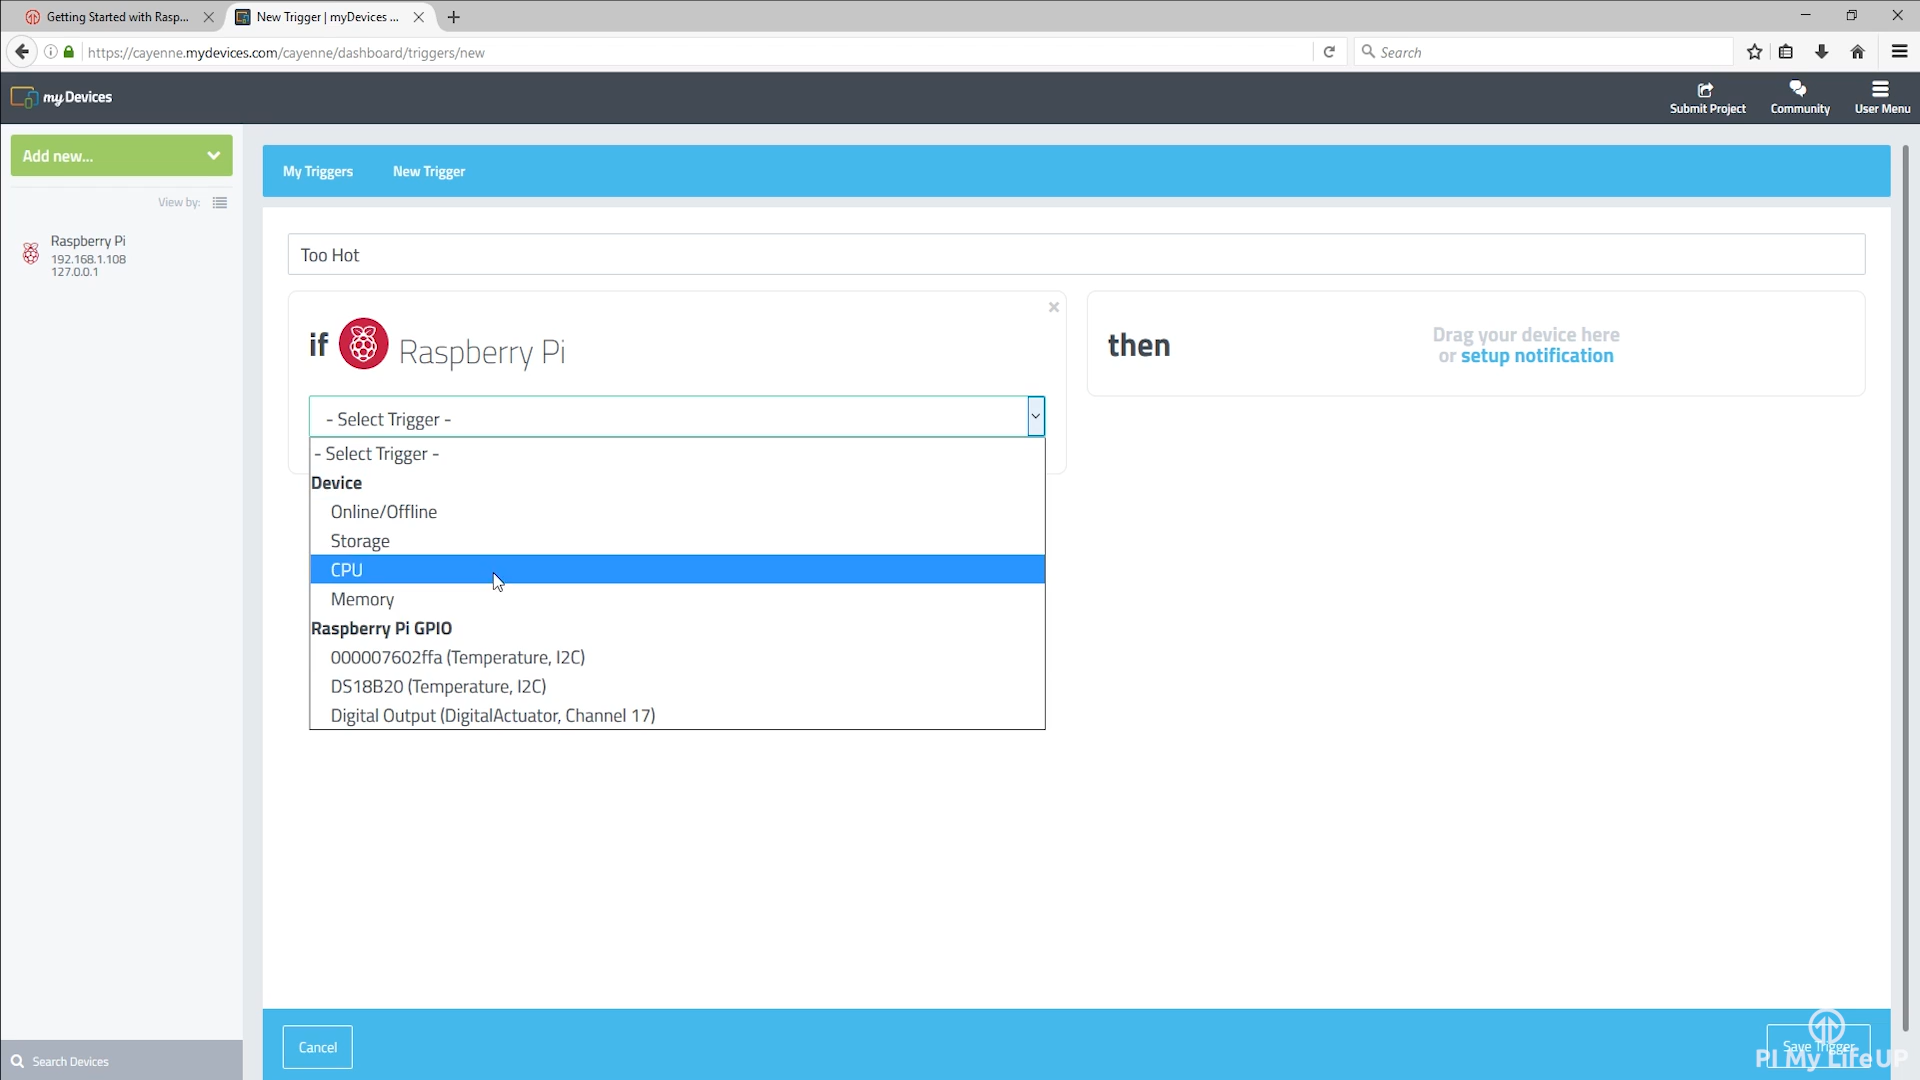 Getting Started with Rasp...
New Trigger | myDevices ...
https://cayenne.mydevices.com/cayenne/dashboard/triggers/new
Search
myDevices
Submit Project
Community
User Menu
Add new...
My Triggers
New Trigger
View by:
Raspberry Pi
192.168.1.108
127.0.0.1
Too Hot
if
Raspberry Pi
then
Drag your device here
or setup notification
- Select Trigger -
- Select Trigger -
Device
Online/Offline
Storage
CPU
Memory
Raspberry Pi GPIO
000007602ffa (Temperature, I2C)
DS18B20 (Temperature, I2C)
Digital Output (DigitalActuator, Channel 17)
Cancel
Save Trigger
PI My LifeUP
Search Devices